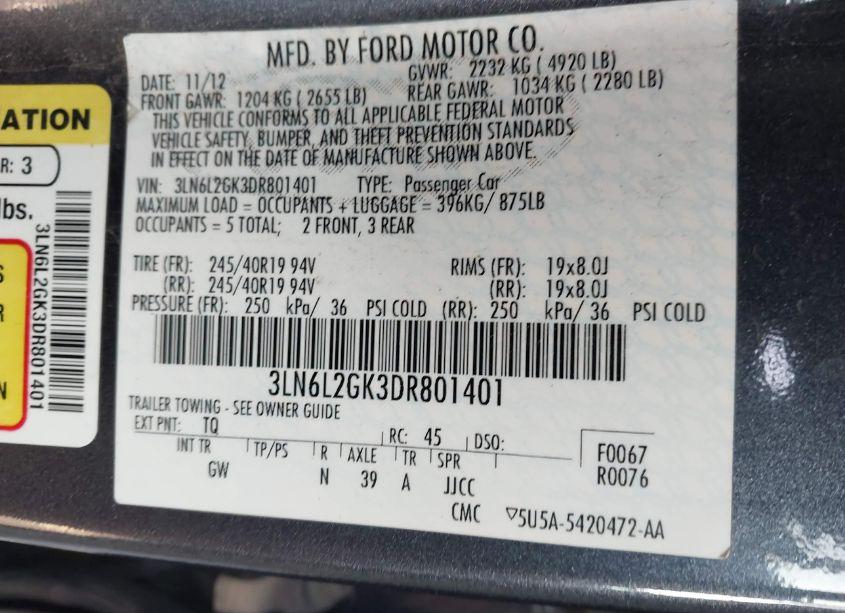 MFD. BY FORD MOTOR CO.
DATE: 11/12 GVWR: 2232 KG ( 4920 LB)
FRONT GAWR: 1204 KG ( 2655 LB) REAR GAWR: 1034 KG ( 2280 LB)
THIS VEHICLE CONFORMS TO ALL APPLICABLE FEDERAL MOTOR
VEHICLE SAFETY, BUMPER, AND THEFT PREVENTION STANDARDS
IN EFFECT ON THE DATE OF MANUFACTURE SHOWN ABOVE.
VIN: 3LN6L2GK3DR801401 TYPE: Passenger Car
MAXIMUM LOAD = OCCUPANTS + LUGGAGE = 396KG/ 875LB
OCCUPANTS = 5 TOTAL; 2 FRONT, 3 REAR
TIRE (FR): 245/40R19 94V RIMS (FR): 19x8.0J
(RR): 245/40R19 94V (RR): 19x8.0J
PRESSURE (FR): 250 kPa/ 36 PSI COLD (RR): 250 kPa/ 36 PSI COLD
3LN6L2GK3DR801401
TRAILER TOWING - SEE OWNER GUIDE
EXT PNT: TQ RC: 45 DSO:
INT TR TP/PS R AXLE TR SPR
GW N 39 A JJCC
F0067
R0076
CMC ▽5U5A-5420472-AA
ATION
R: 3
lbs.
S
R
N
3LN6L2GK3DR801401